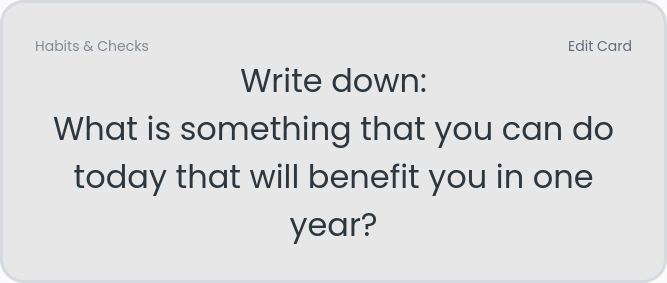 Habits & Checks
Edit Card
Write down:
What is something that you can do
today that will benefit you in one
year?